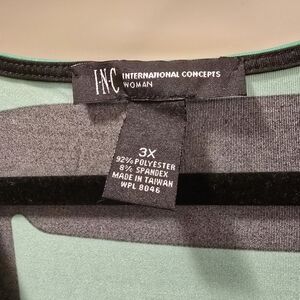 I·N·C INTERNATIONAL CONCEPTS
WOMAN
3X
92% POLYESTER
8% SPANDEX
MADE IN TAIWAN
WPL 8046